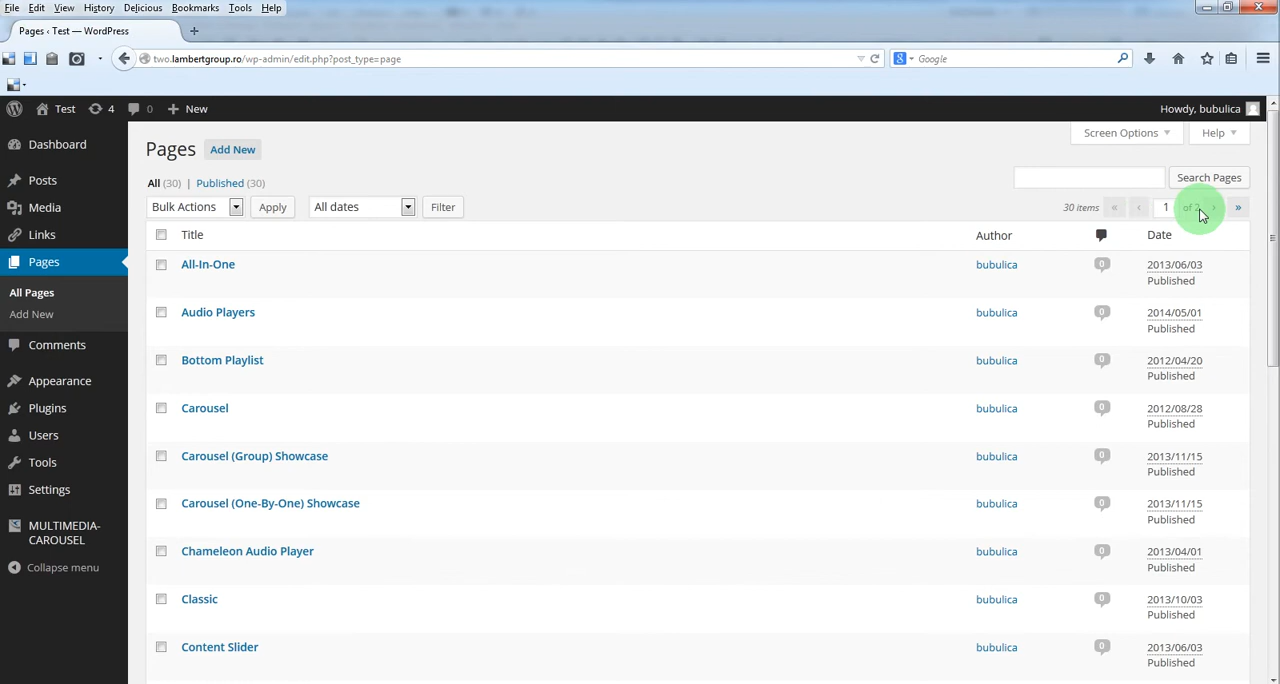 File Edit View History Delicious Bookmarks Tools Help
Pages ‹ Test — WordPress
two.lambertgroup.ro/wp-admin/edit.php?post_type=page
Google
Test 4 0 New
Howdy, bubulica
Dashboard
Posts
Media
Links
Pages
All Pages
Add New
Comments
Appearance
Plugins
Users
Tools
Settings
MULTIMEDIA-
CAROUSEL
Collapse menu
Screen Options Help
Pages Add New
All (30) | Published (30)
Search Pages
Bulk Actions Apply All dates Filter
30 items « ‹ 1 of 2 › »
Title Author Date
All-In-One bubulica 0 2013/06/03
Published
Audio Players bubulica 0 2014/05/01
Published
Bottom Playlist bubulica 0 2012/04/20
Published
Carousel bubulica 0 2012/08/28
Published
Carousel (Group) Showcase bubulica 0 2013/11/15
Published
Carousel (One-By-One) Showcase bubulica 0 2013/11/15
Published
Chameleon Audio Player bubulica 0 2013/04/01
Published
Classic bubulica 0 2013/10/03
Published
Content Slider bubulica 0 2013/06/03
Published